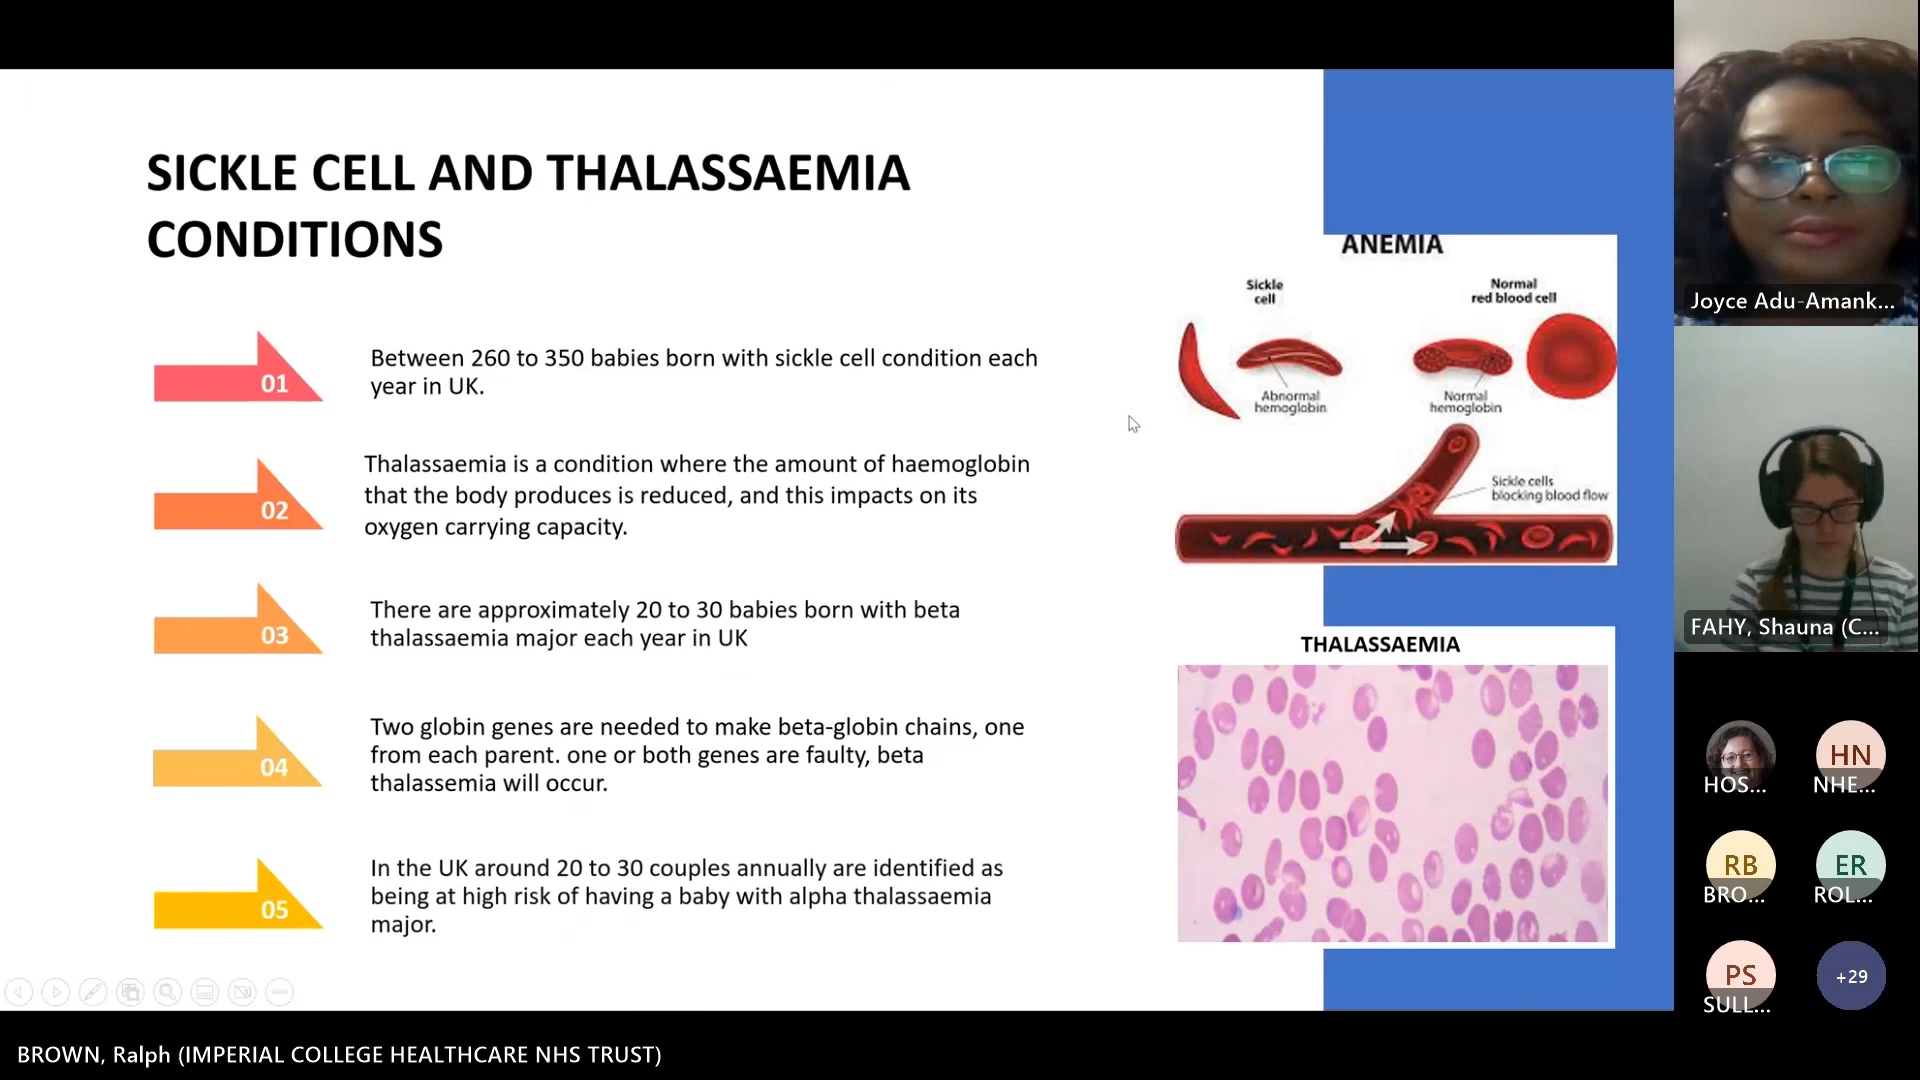 SICKLE CELL AND THALASSAEMIA
CONDITIONS
01
Between 260 to 350 babies born with sickle cell condition each
year in UK.
02
Thalassaemia is a condition where the amount of haemoglobin
that the body produces is reduced, and this impacts on its
oxygen carrying capacity.
03
There are approximately 20 to 30 babies born with beta
thalassaemia major each year in UK
04
Two globin genes are needed to make beta-globin chains, one
from each parent. one or both genes are faulty, beta
thalassemia will occur.
05
In the UK around 20 to 30 couples annually are identified as
being at high risk of having a baby with alpha thalassaemia
major.
ANEMIA
Sickle
cell
Normal
red blood cell
Abnormal
hemoglobin
Normal
hemoglobin
Sickle cells
blocking blood flow
THALASSAEMIA
Joyce Adu-Amank...
FAHY, Shauna (C...
HOS...
HN
NHE...
RB
BRO...
ER
ROL...
PS
SULL...
+29
BROWN, Ralph (IMPERIAL COLLEGE HEALTHCARE NHS TRUST)